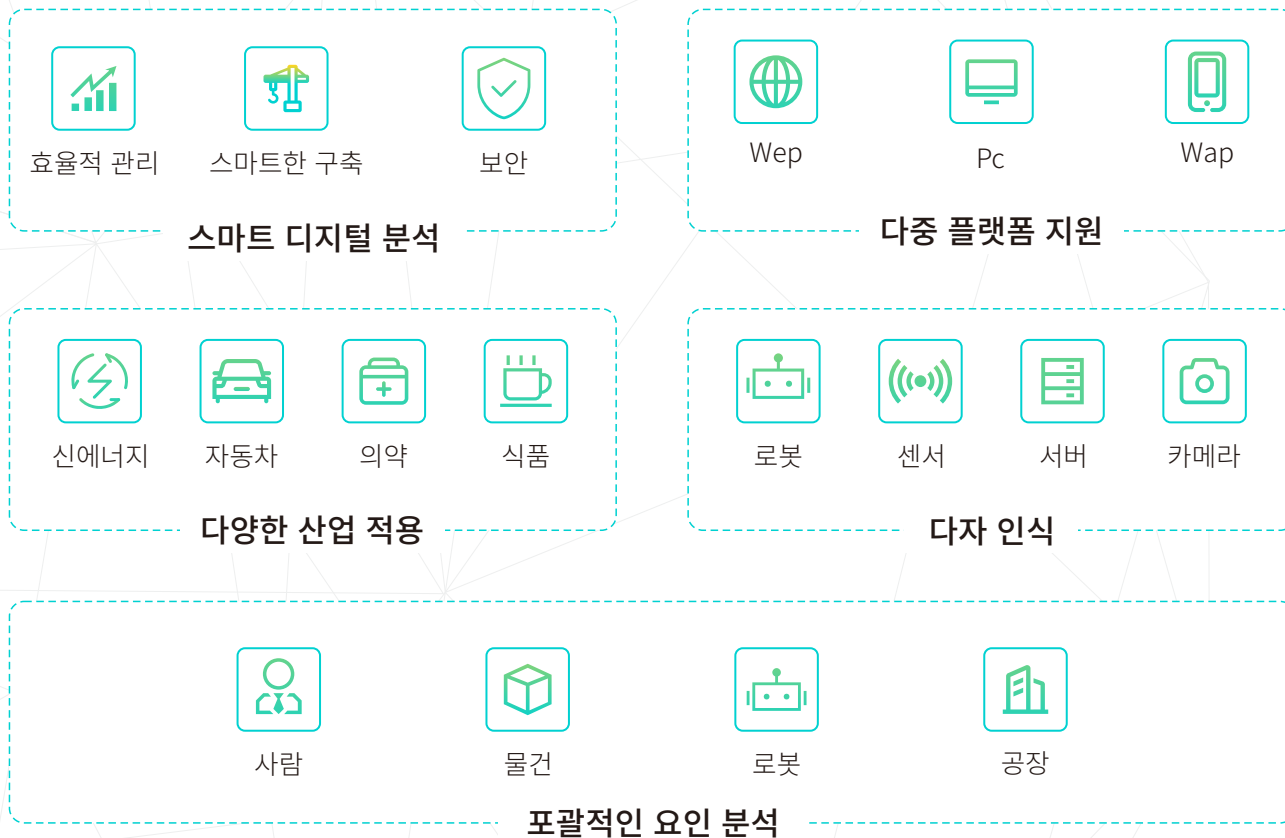 효율적 관리
스마트한 구축
보안
스마트 디지털 분석
Wep
Pc
Wap
다중 플랫폼 지원
신에너지
자동차
의약
식품
다양한 산업 적용
로봇
센서
서버
카메라
다자 인식
사람
물건
로봇
공장
포괄적인 요인 분석